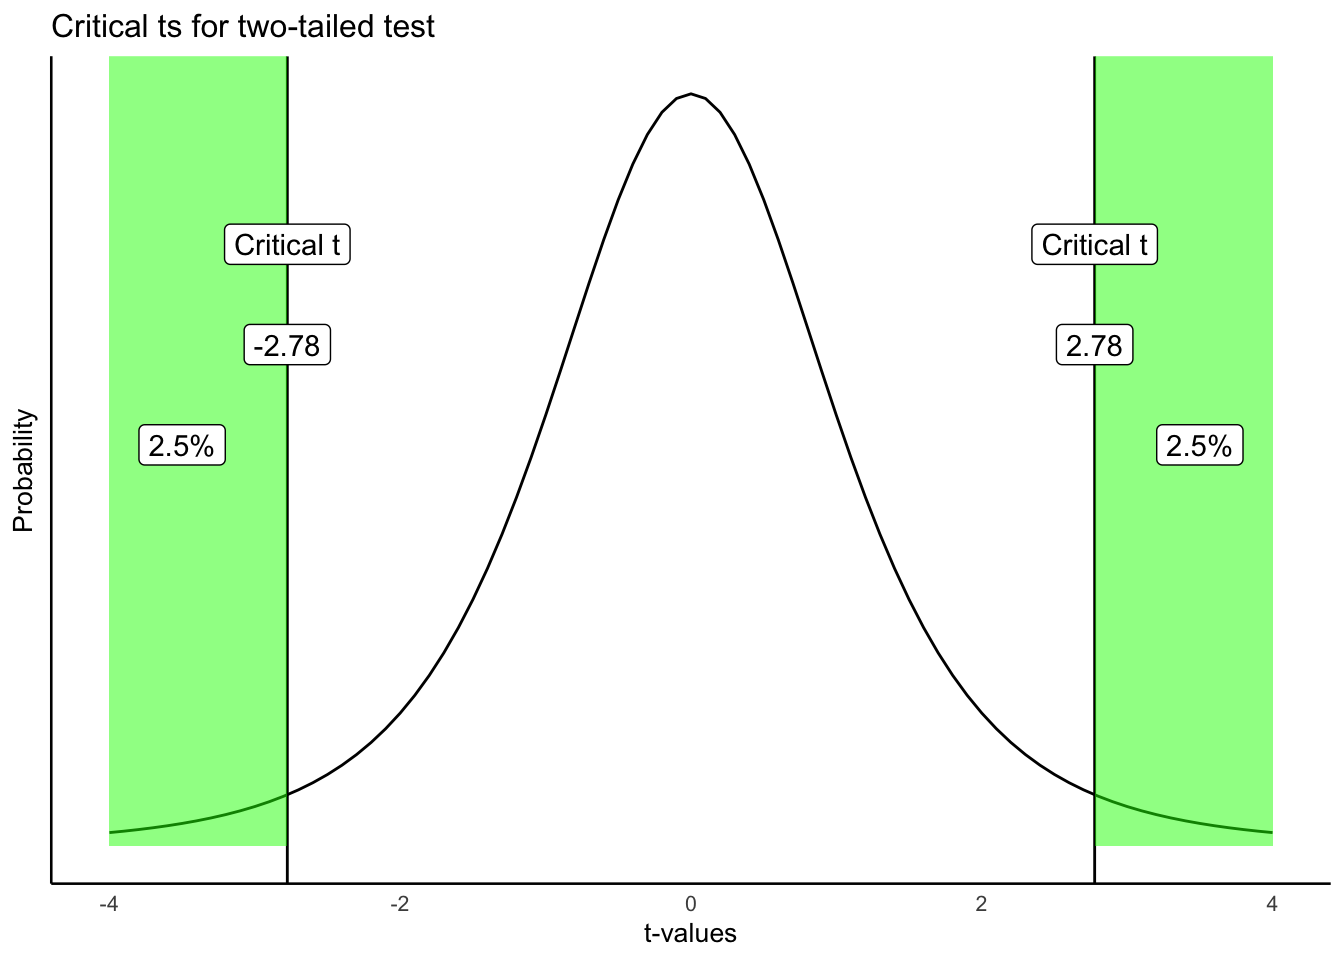 Critical ts for two-tailed test
Critical t
Critical t
-2.78
2.78
2.5%
2.5%
Probability
-4
-2
0
2
4
t-values